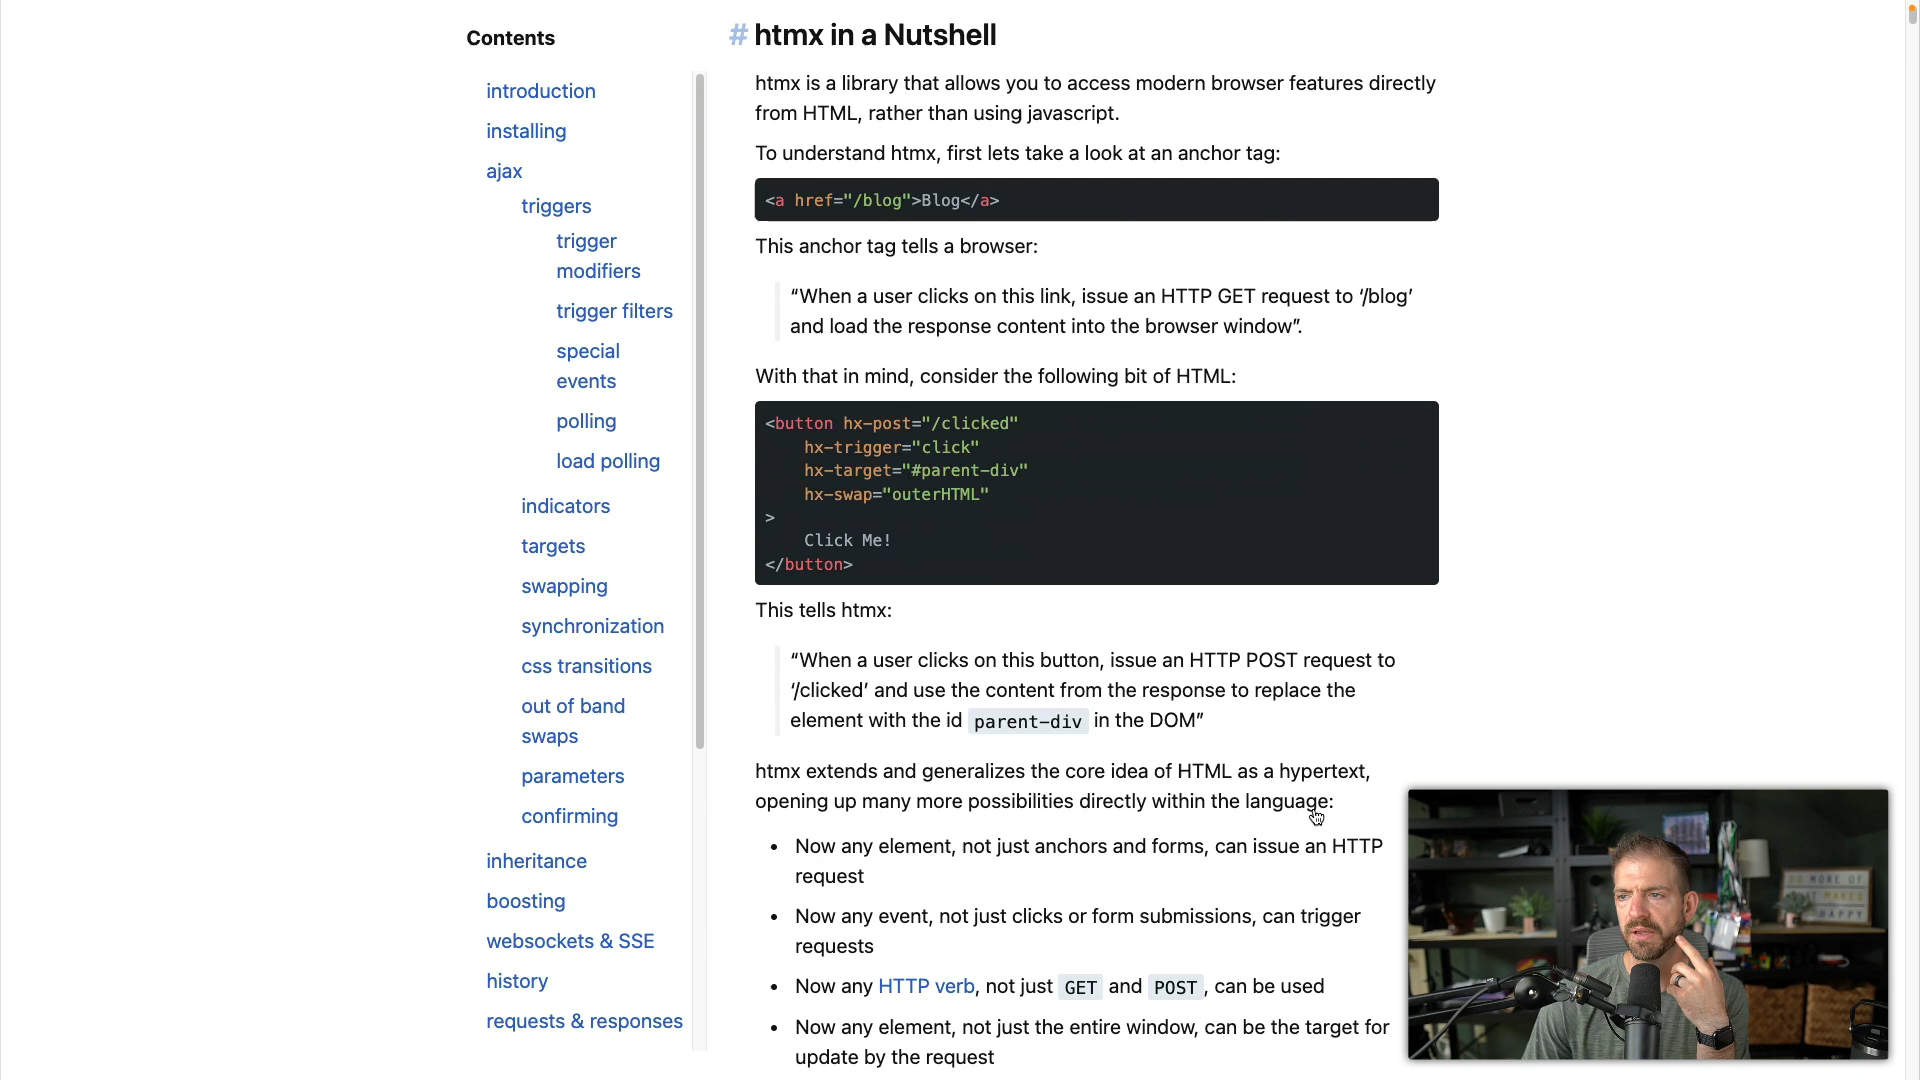 Contents
introduction
installing
ajax
triggers
trigger
modifiers
trigger filters
special
events
polling
load polling
indicators
targets
swapping
synchronization
css transitions
out of band
swaps
parameters
confirming
inheritance
boosting
websockets & SSE
history
requests & responses
# htmx in a Nutshell
htmx is a library that allows you to access modern browser features directly
from HTML, rather than using javascript.
To understand htmx, first lets take a look at an anchor tag:
<a href="/blog">Blog</a>
This anchor tag tells a browser:
“When a user clicks on this link, issue an HTTP GET request to ‘/blog’
and load the response content into the browser window”.
With that in mind, consider the following bit of HTML:
<button hx-post="/clicked"
hx-trigger="click"
hx-target="#parent-div"
hx-swap="outerHTML"
>
Click Me!
</button>
This tells htmx:
“When a user clicks on this button, issue an HTTP POST request to
‘/clicked’ and use the content from the response to replace the
element with the id parent-div in the DOM”
htmx extends and generalizes the core idea of HTML as a hypertext,
opening up many more possibilities directly within the language:
• Now any element, not just anchors and forms, can issue an HTTP
request
• Now any event, not just clicks or form submissions, can trigger
requests
• Now any HTTP verb, not just GET and POST, can be used
• Now any element, not just the entire window, can be the target for
update by the request
DO MORE OF
WHAT MAKES
YOU HAPPY